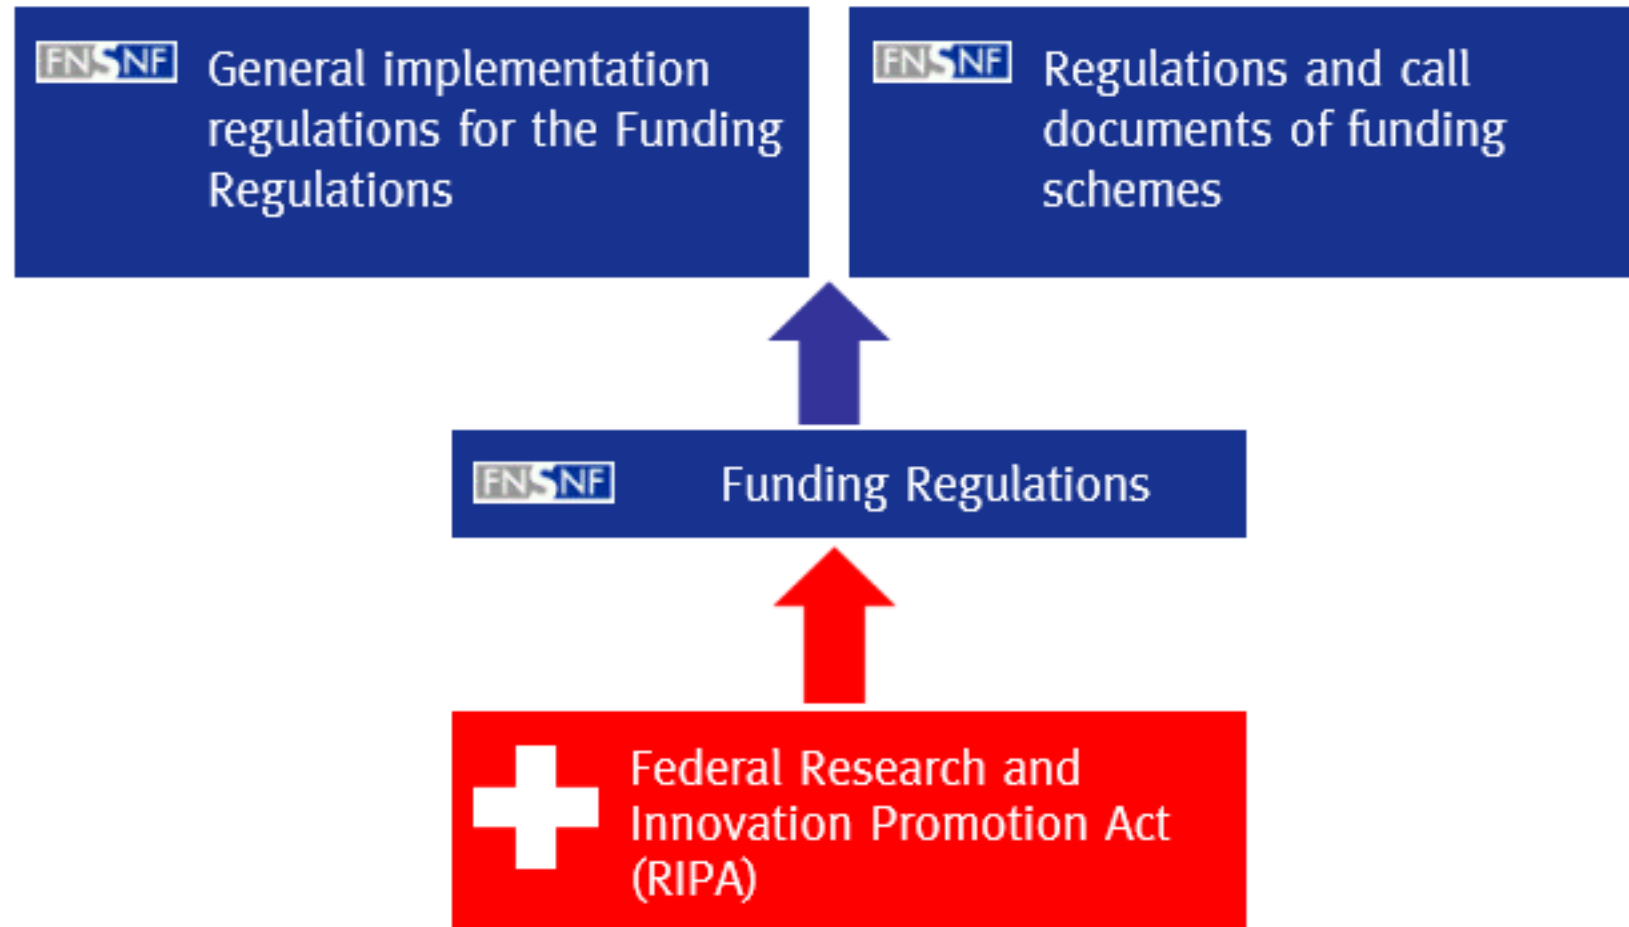 FNSNF
General implementation
regulations for the Funding
Regulations
FNSNF
Regulations and call
documents of funding
schemes
FNSNF
Funding Regulations
Federal Research and
Innovation Promotion Act
(RIPA)